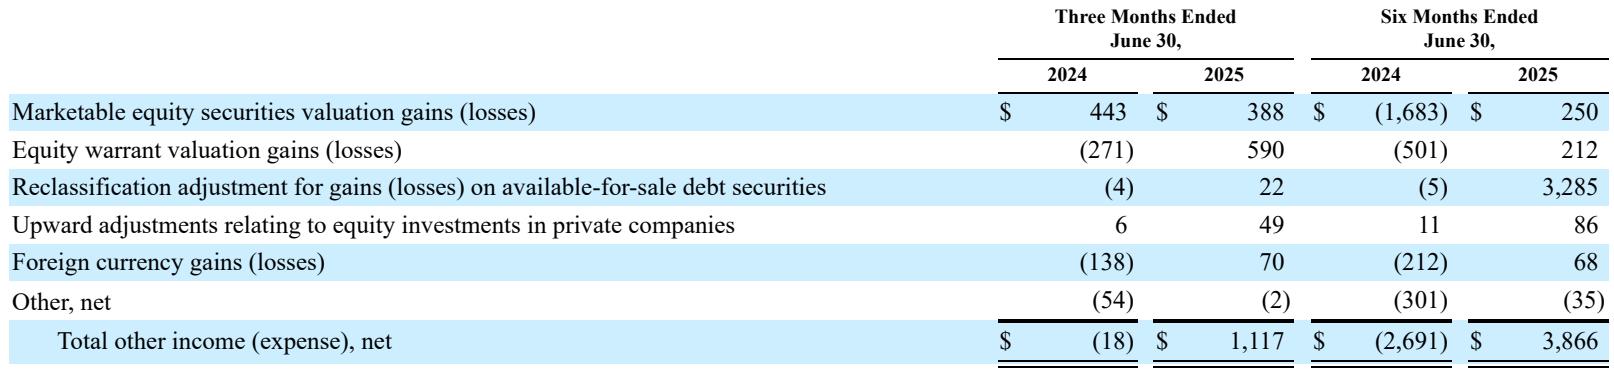 Three Months Ended Six Months Ended
June 30, June 30,
2024 2025 2024 2025
Marketable equity securities valuation gains (losses) $ 443 $ 388 $ (1,683) $ 250
Equity warrant valuation gains (losses) (271) 590 (501) 212
Reclassification adjustment for gains (losses) on available-for-sale debt securities (4) 22 (5) 3,285
Upward adjustments relating to equity investments in private companies 6 49 11 86
Foreign currency gains (losses) (138) 70 (212) 68
Other, net (54) (2) (301) (35)
Total other income (expense), net $ (18) $ 1,117 $ (2,691) $ 3,866